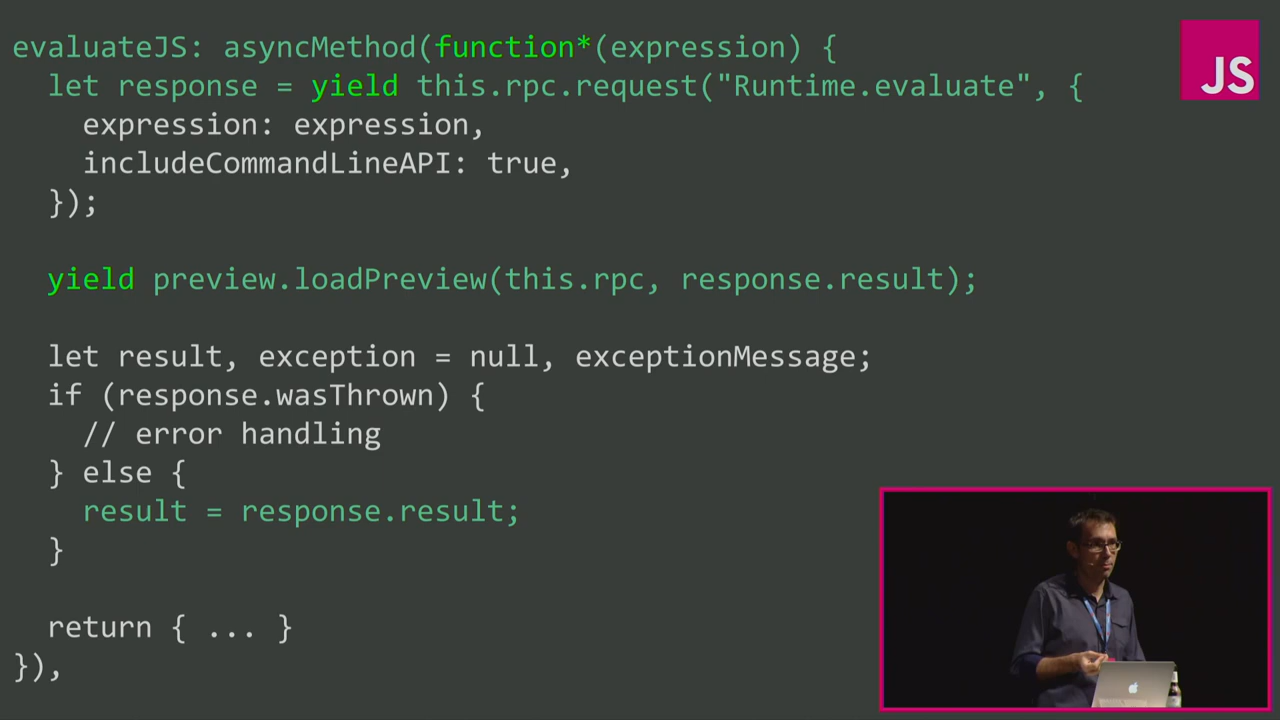 evaluateJS: asyncMethod(function*(expression) {
  let response = yield this.rpc.request("Runtime.evaluate", {
    expression: expression,
    includeCommandLineAPI: true,
  });

  yield preview.loadPreview(this.rpc, response.result);

  let result, exception = null, exceptionMessage;
  if (response.wasThrown) {
    // error handling
  } else {
    result = response.result;
  }

  return { ... }
}),
JS